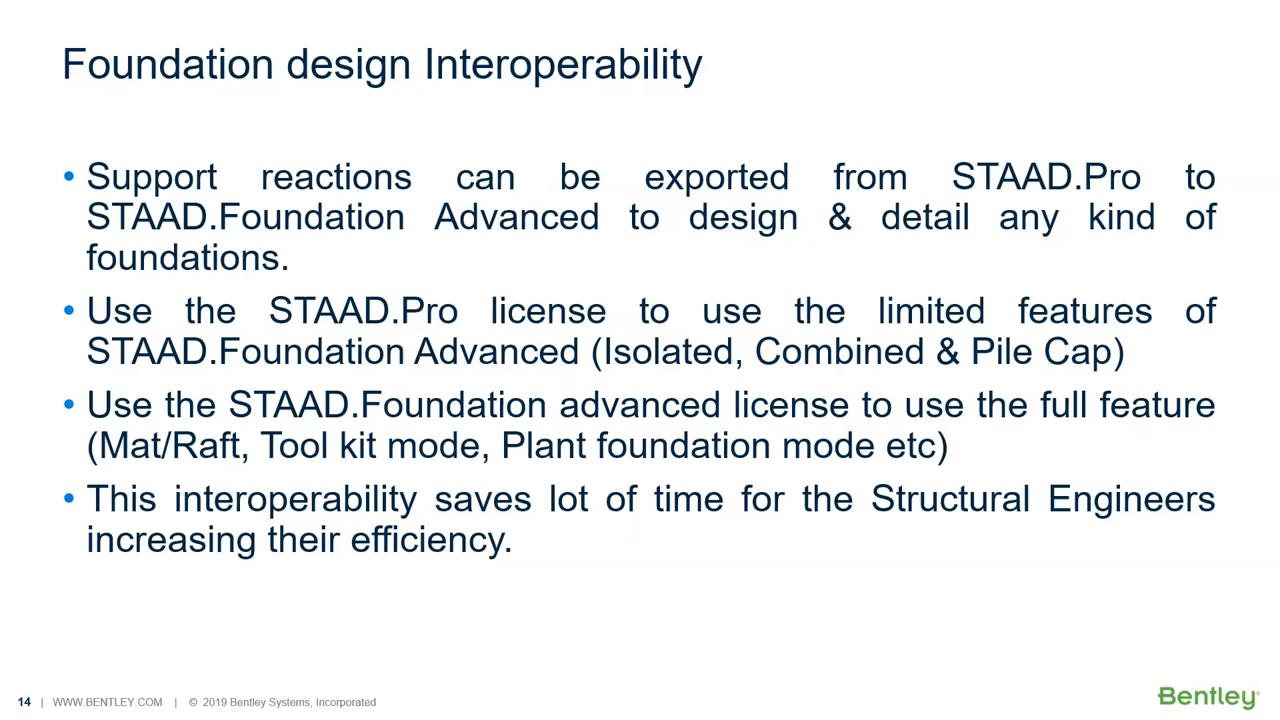 Foundation design Interoperability
• Support reactions can be exported from STAAD.Pro to
STAAD.Foundation Advanced to design & detail any kind of
foundations.
• Use the STAAD.Pro license to use the limited features of
STAAD.Foundation Advanced (Isolated, Combined & Pile Cap)
• Use the STAAD.Foundation advanced license to use the full feature
(Mat/Raft, Tool kit mode, Plant foundation mode etc)
• This interoperability saves lot of time for the Structural Engineers
increasing their efficiency.
14 | WWW.BENTLEY.COM | © 2019 Bentley Systems, Incorporated
Bentley®